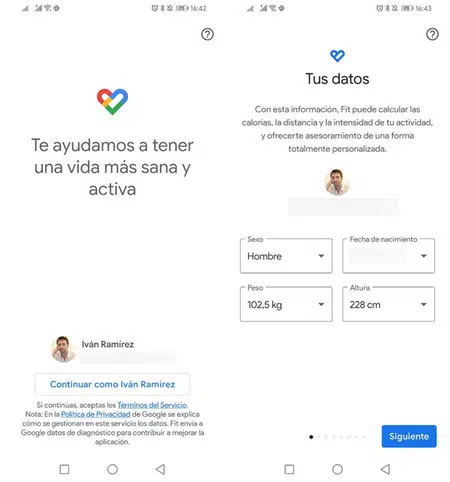 16:42
Te ayudamos a tener
una vida más sana y
activa
Iván Ramírez
Continuar como Iván Ramírez
Si continúas, aceptas los Términos del Servicio.
Nota: En la Política de Privacidad de Google se explica
cómo se gestionan en este servicio los datos. Fit envía a
Google datos de diagnóstico para contribuir a mejorar la
aplicación.
16:43
Tus datos
Con esta información, Fit puede calcular las
calorías, la distancia y la intensidad de tu actividad,
y ofrecerte asesoramiento de una forma
totalmente personalizada.
Sexo
Hombre
Fecha de nacimiento
Peso
102,5 kg
Altura
228 cm
Siguiente